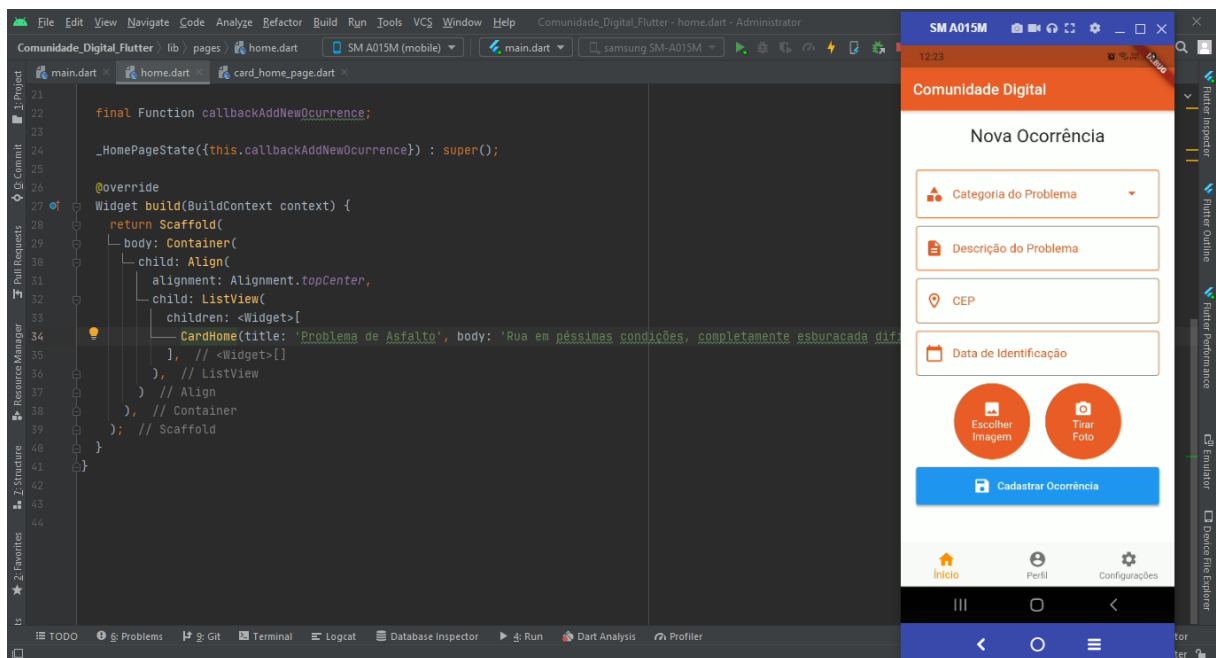 File Edit View Navigate Code Analyze Refactor Build Run Tools VCS Window Help Comunidade_Digital_Flutter - home.dart - Administrator
Comunidade_Digital_Flutter lib pages home.dart SM A015M (mobile) main.dart samsung SM-A015M
main.dart home.dart card_home_page.dart
21
22 final Function callbackAddNewOcurrence;
23
24 _HomePageState({this.callbackAddNewOcurrence}) : super();
25
26 @override
27 Widget build(BuildContext context) {
28 return Scaffold(
29 body: Container(
30 child: Align(
31 alignment: Alignment.topCenter,
32 child: ListView(
33 children: <Widget>[
34 CardHome(title: 'Problema de Asfalto', body: 'Rua em péssimas condições, completamente esburacada difi
35 ], // <Widget>[]
36 ), // ListView
37 ) // Align
38 ), // Container
39 ); // Scaffold
40 }
41 }
42
43
44
1: Project
0: Commit
Pull Requests
Resource Manager
7: Structure
2: Favorites
SM A015M
12:23
DEBUG
Comunidade Digital
Nova Ocorrência
Categoria do Problema
Descrição do Problema
CEP
Data de Identificação
Escolher Tirar
Imagem Foto
Cadastrar Ocorrência
Ínicio Perfil Configurações
Flutter Inspector
Flutter Outline
Flutter Performance
Emulator
Device File Explorer
TODO 6: Problems 9: Git Terminal Logcat Database Inspector 4: Run Dart Analysis Profiler